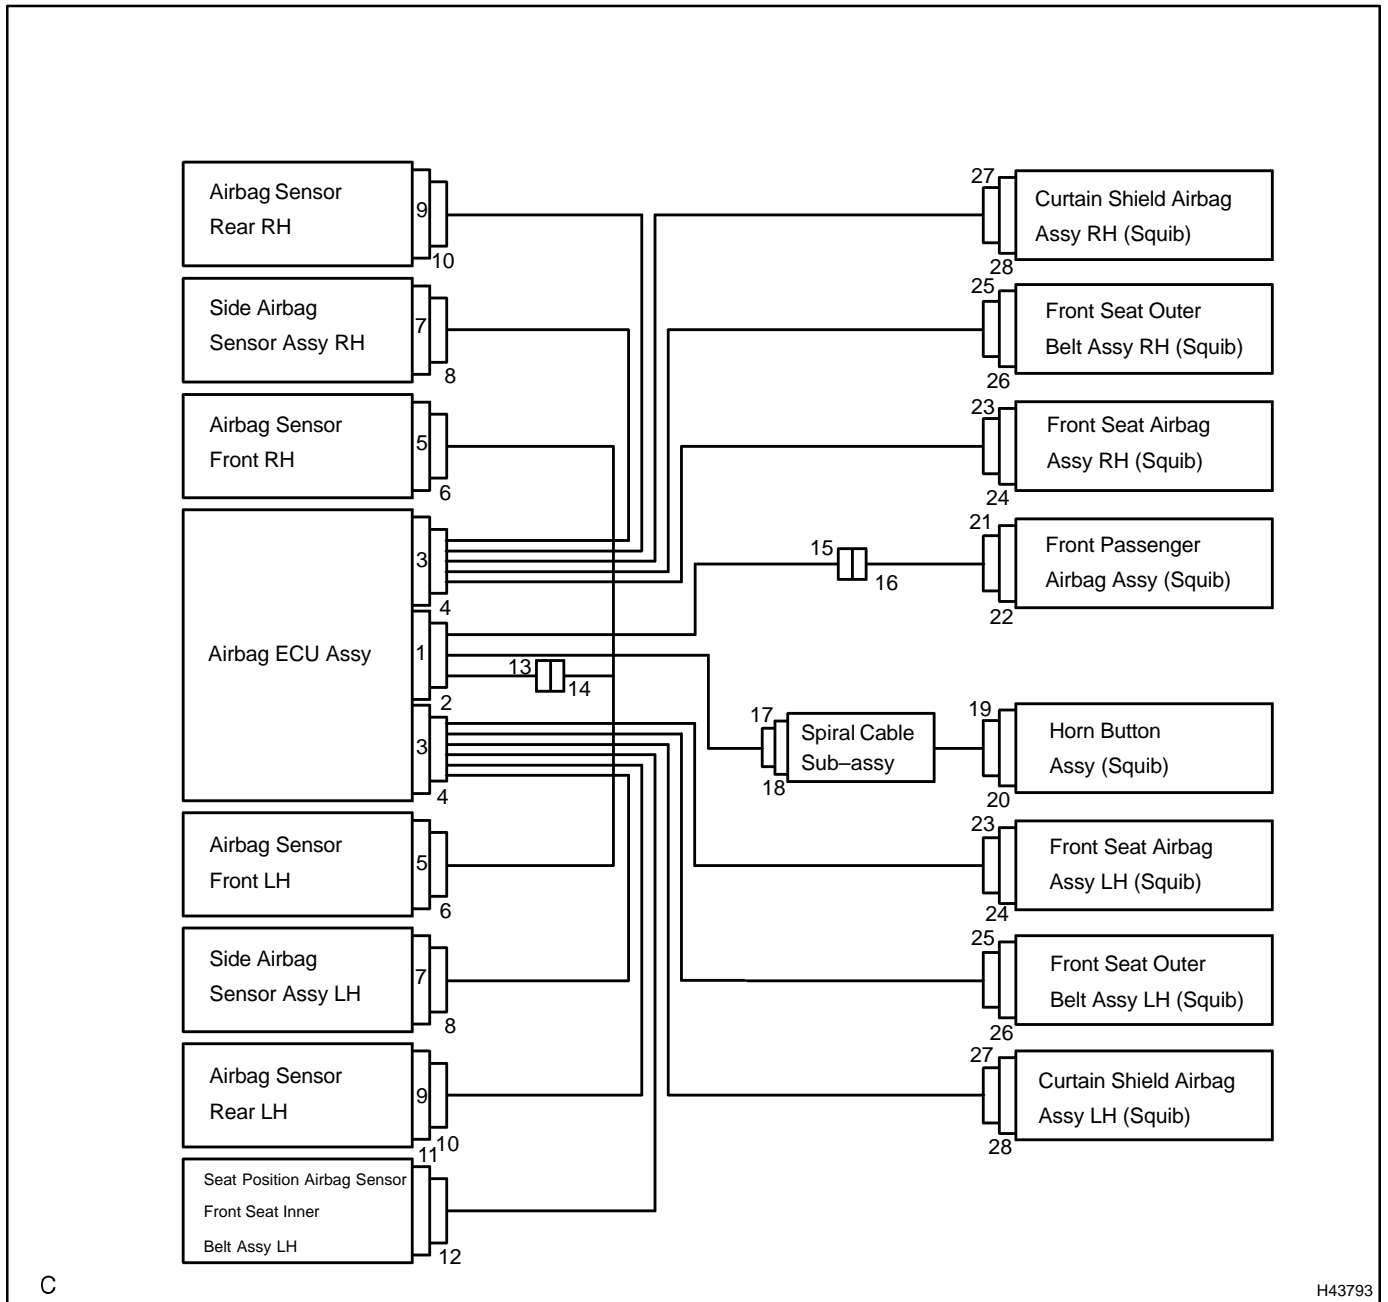 Airbag Sensor
Rear RH
9
10
Side Airbag
Sensor Assy RH
7
8
Airbag Sensor
Front RH
5
6
Airbag ECU Assy
3
4
1
2
3
4
Airbag Sensor
Front LH
5
6
Side Airbag
Sensor Assy LH
7
8
Airbag Sensor
Rear LH
9
10
11
Seat Position Airbag Sensor
Front Seat Inner
Belt Assy LH
12
13
14
15
16
17
18
Spiral Cable
Sub–assy
27
28
Curtain Shield Airbag
Assy RH (Squib)
25
26
Front Seat Outer
Belt Assy RH (Squib)
23
24
Front Seat Airbag
Assy RH (Squib)
21
22
Front Passenger
Airbag Assy (Squib)
19
20
Horn Button
Assy (Squib)
23
24
Front Seat Airbag
Assy LH (Squib)
25
26
Front Seat Outer
Belt Assy LH (Squib)
27
28
Curtain Shield Airbag
Assy LH (Squib)
C
H43793